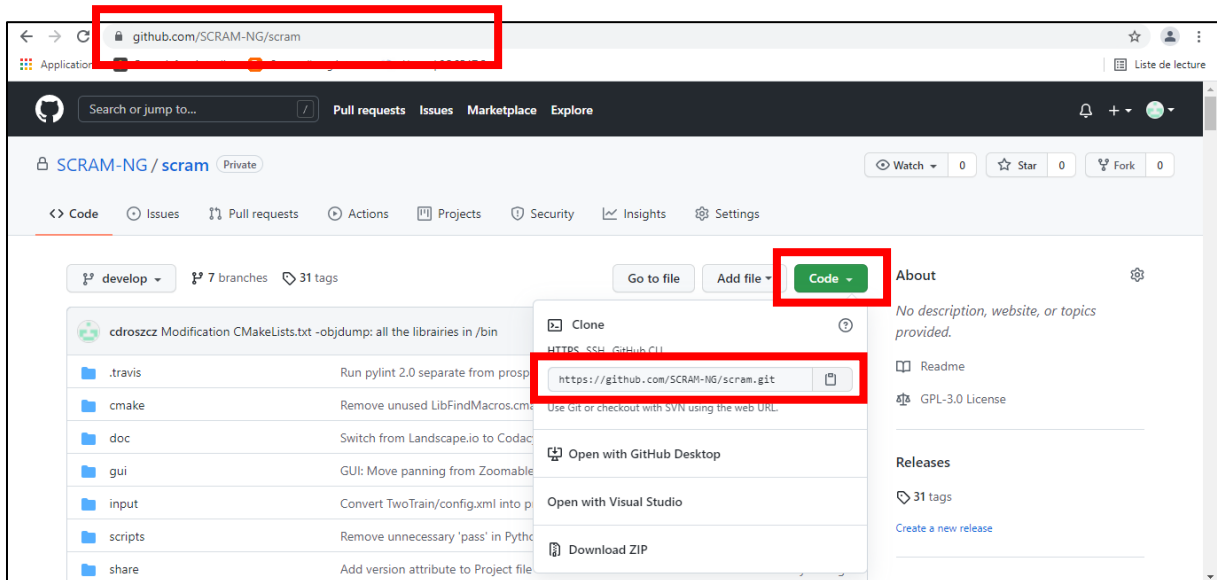 github.com/SCRAM-NG/scram
Application
Liste de lecture
Search or jump to...
/
Pull requests Issues Marketplace Explore
SCRAM-NG / scram Private
Watch 0 Star 0 Fork 0
<> Code Issues Pull requests Actions Projects Security Insights Settings
develop 7 branches 31 tags Go to file Add file Code
About
No description, website, or topics
provided.
Readme
GPL-3.0 License
Releases
31 tags
Create a new release
cdroszcz Modification CMakeLists.txt -objdump: all the librairies in /bin
.travis Run pylint 2.0 separate from prosp
cmake Remove unused LibFindMacros.cma
doc Switch from Landscape.io to Codac
gui GUI: Move panning from Zoomable
input Convert TwoTrain/config.xml into p
scripts Remove unnecessary 'pass' in Pytho
share Add version attribute to Project file
Clone
HTTPS SSH GitHub CLI
https://github.com/SCRAM-NG/scram.git
Use Git or checkout with SVN using the web URL.
Open with GitHub Desktop
Open with Visual Studio
Download ZIP